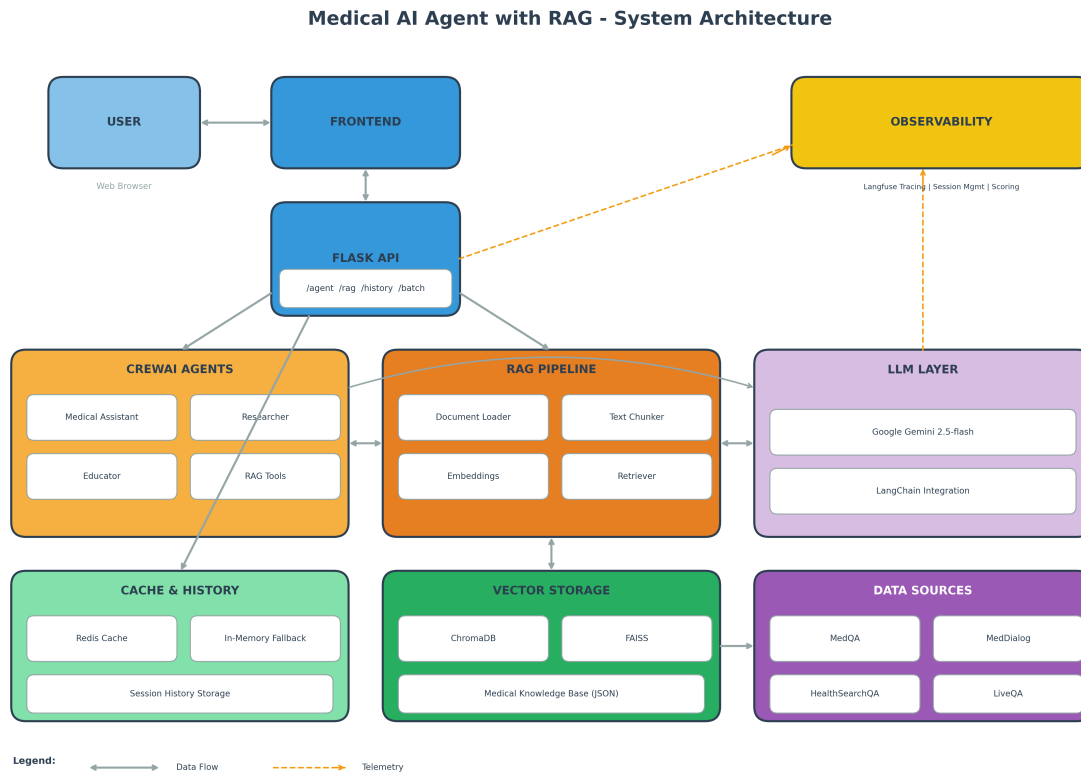 Medical AI Agent with RAG - System Architecture
USER
FRONTEND
OBSERVABILITY
Web Browser
Langfuse Tracing | Session Mgmt | Scoring
FLASK API
/agent /rag /history /batch
CREWAI AGENTS
Medical Assistant
Researcher
Educator
RAG Tools
RAG PIPELINE
Document Loader
Text Chunker
Embeddings
Retriever
LLM LAYER
Google Gemini 2.5-flash
LangChain Integration
CACHE & HISTORY
Redis Cache
In-Memory Fallback
Session History Storage
VECTOR STORAGE
ChromaDB
FAISS
Medical Knowledge Base (JSON)
DATA SOURCES
MedQA
MedDialog
HealthSearchQA
LiveQA
Legend:
Data Flow
Telemetry